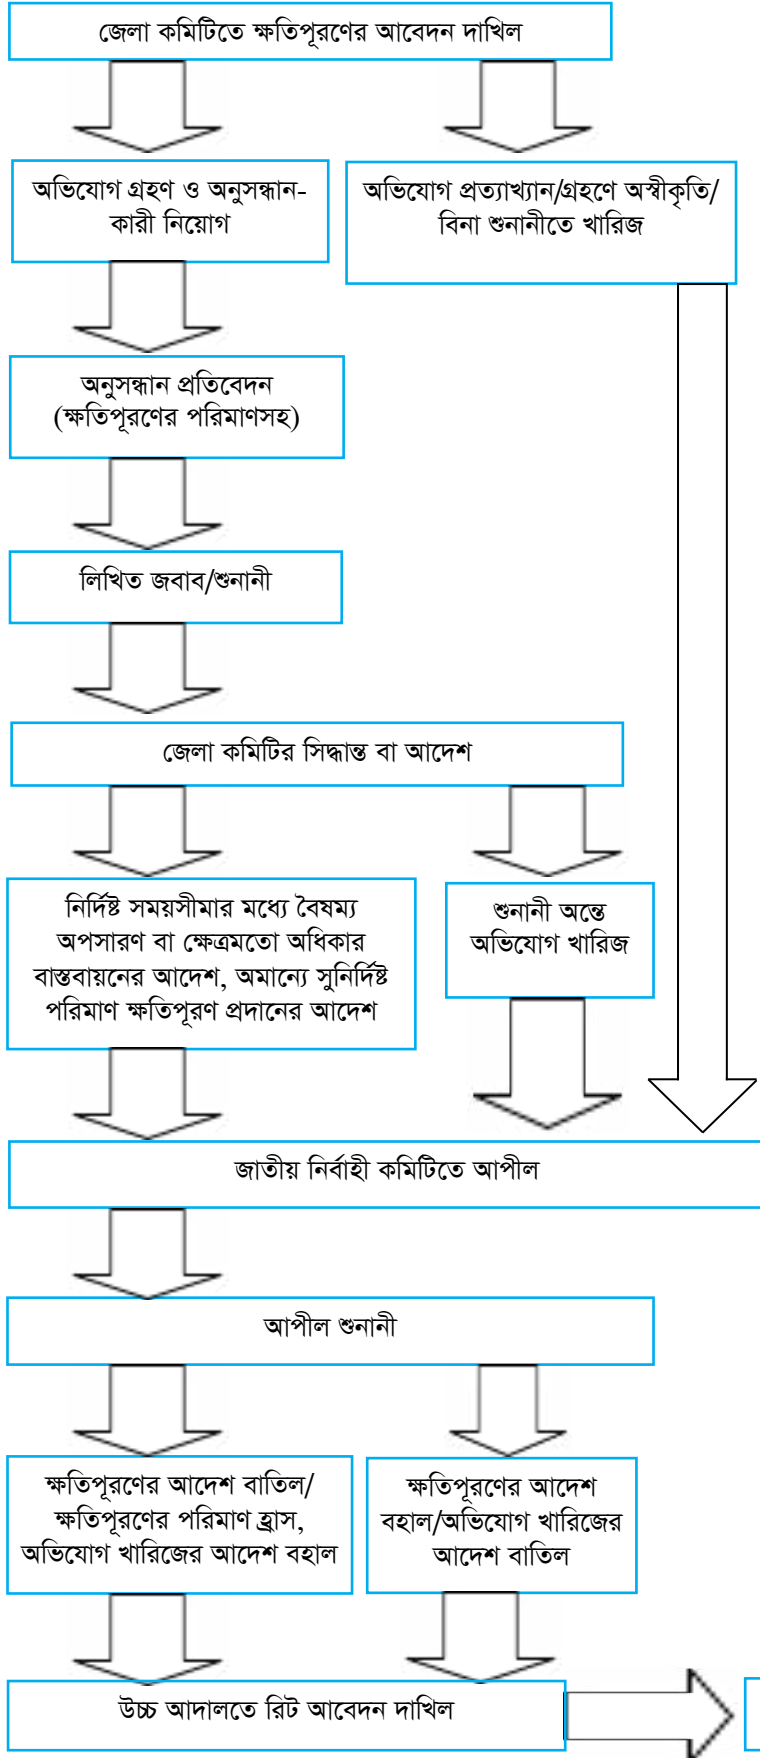 জেলা কমিটিতে ক্ষতিপূরণের আবেদন দাখিল
অভিযোগ গ্রহণ ও অনুসন্ধান-
কারী নিয়োগ
অভিযোগ প্রত্যাখ্যান/গ্রহণে অস্বীকৃতি/
বিনা শুনানীতে খারিজ
অনুসন্ধান প্রতিবেদন
(ক্ষতিপূরণের পরিমাণসহ)
লিখিত জবাব/শুনানী
জেলা কমিটির সিদ্ধান্ত বা আদেশ
নির্দিষ্ট সময়সীমার মধ্যে বৈষম্য
অপসারণ বা ক্ষেত্রমতো অধিকার
বাস্তবায়নের আদেশ, অমান্যে সুনির্দিষ্ট
পরিমাণ ক্ষতিপূরণ প্রদানের আদেশ
শুনানী অন্তে
অভিযোগ খারিজ
জাতীয় নির্বাহী কমিটিতে আপীল
আপীল শুনানী
ক্ষতিপূরণের আদেশ বাতিল/
ক্ষতিপূরণের পরিমাণ হ্রাস,
অভিযোগ খারিজের আদেশ বহাল
ক্ষতিপূরণের আদেশ
বহাল/অভিযোগ খারিজের
আদেশ বাতিল
উচ্চ আদালতে রিট আবেদন দাখিল